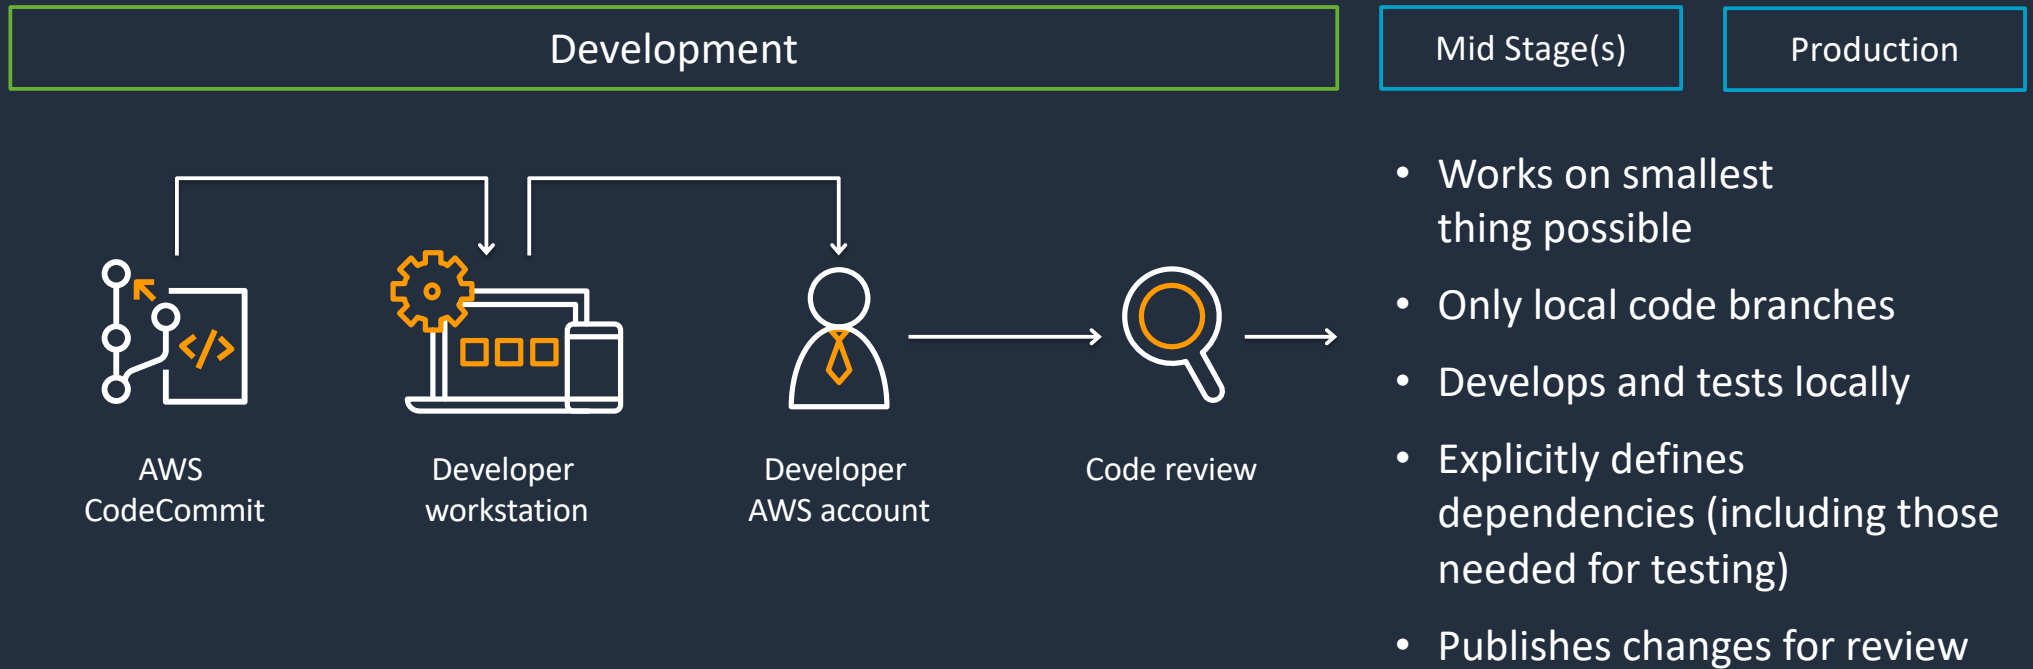 Development
Mid Stage(s)
Production
</>
AWS
CodeCommit
Developer
workstation
Developer
AWS account
Code review
• Works on smallest
thing possible
• Only local code branches
• Develops and tests locally
• Explicitly defines
dependencies (including those
needed for testing)
• Publishes changes for review